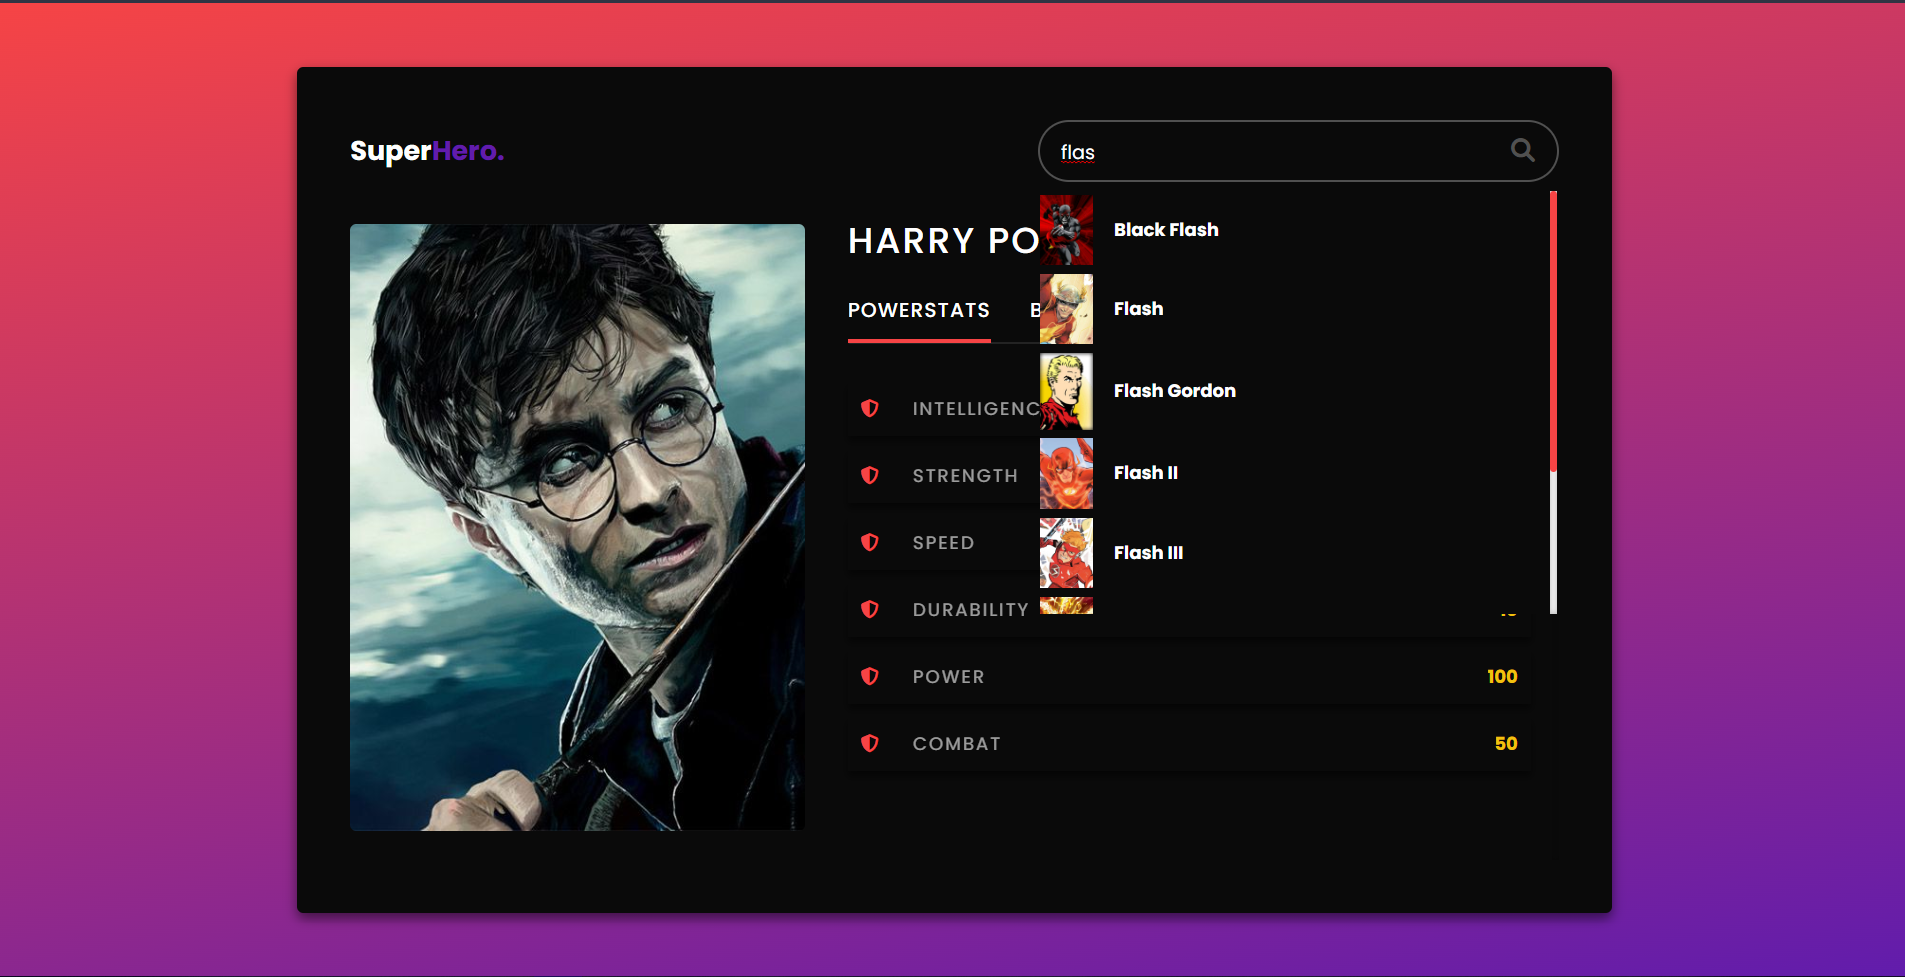 SuperHero.
flas
HARRY PO
Black Flash
Flash
POWERSTATS
Flash Gordon
INTELLIGENC
Flash II
STRENGTH
Flash III
SPEED
DURABILITY
POWER 100
COMBAT 50